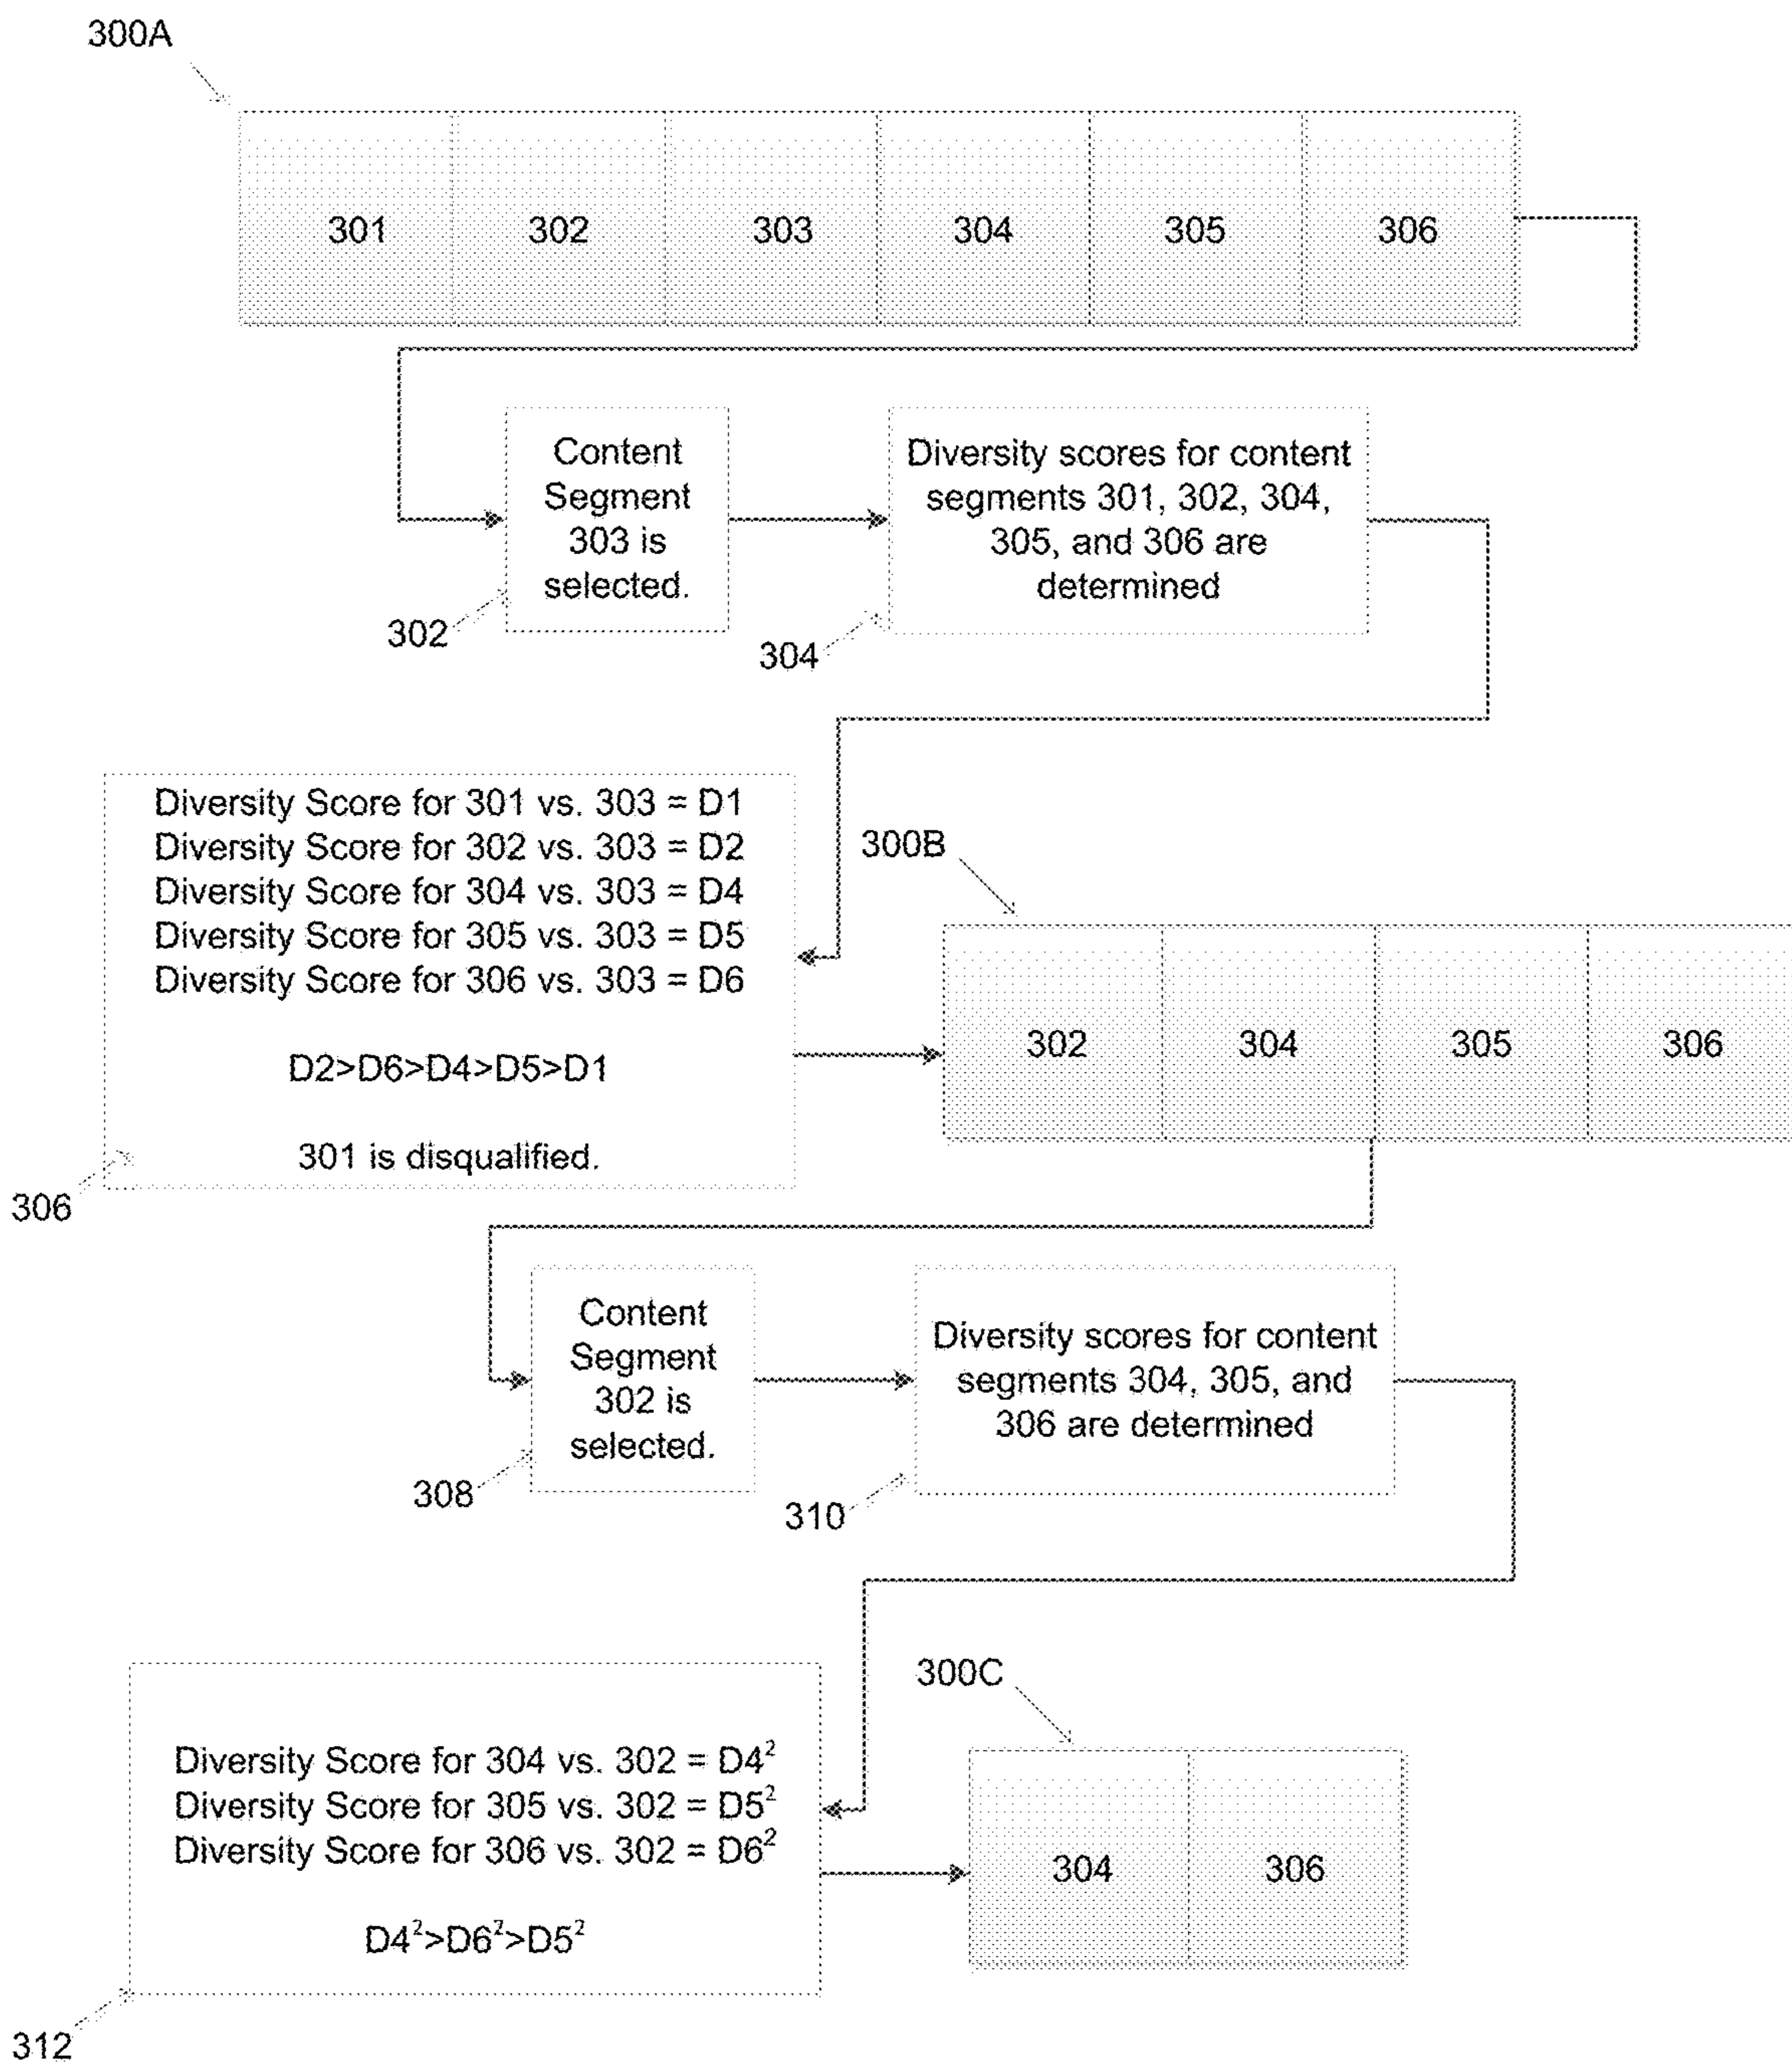 300A
301 302 303 304 305 306
Content
Segment
303 is
selected.
302
Diversity scores for content
segments 301, 302, 304,
305, and 306 are
determined
304
Diversity Score for 301 vs. 303 = D1
Diversity Score for 302 vs. 303 = D2
Diversity Score for 304 vs. 303 = D4
Diversity Score for 305 vs. 303 = D5
Diversity Score for 306 vs. 303 = D6
D2>D6>D4>D5>D1
301 is disqualified.
306
300B
302 304 305 306
Content
Segment
302 is
selected.
308
Diversity scores for content
segments 304, 305, and
306 are determined
310
Diversity Score for 304 vs. 302 = D4²
Diversity Score for 305 vs. 302 = D5²
Diversity Score for 306 vs. 302 = D6²
D4²>D6²>D5²
312
300C
304 306